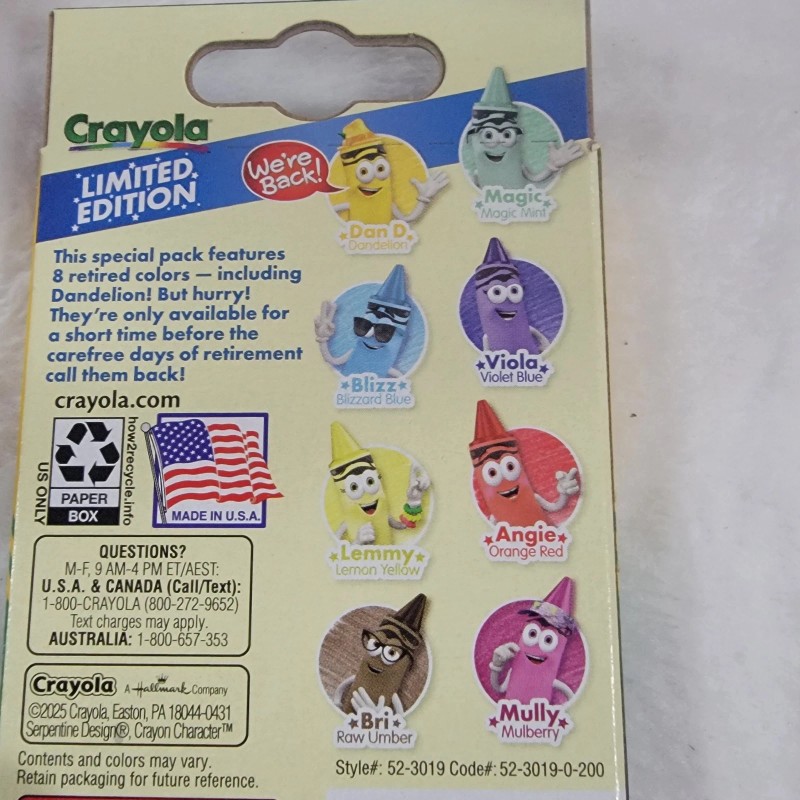 Crayola
LIMITED
EDITION
We're
Back!
Dan D.
Dandelion
Magic
Magic Mint
This special pack features
8 retired colors — including
Dandelion! But hurry!
They're only available for
a short time before the
carefree days of retirement
call them back!
crayola.com
Blizz
Blizzard Blue
Viola
Violet Blue
US ONLY
PAPER
BOX
how2recycle.info
MADE IN U.S.A.
Lemmy
Lemon Yellow
Angie
Orange Red
QUESTIONS?
M-F, 9 AM-4 PM ET/AEST:
U.S.A. & CANADA (Call/Text):
1-800-CRAYOLA (800-272-9652)
Text charges may apply.
AUSTRALIA: 1-800-657-353
Bri
Raw Umber
Mully
Mulberry
Crayola A Hallmark Company
©2025 Crayola, Easton, PA 18044-0431
Serpentine Design®, Crayon Character™
Contents and colors may vary.
Retain packaging for future reference.
Style#: 52-3019 Code#: 52-3019-0-200